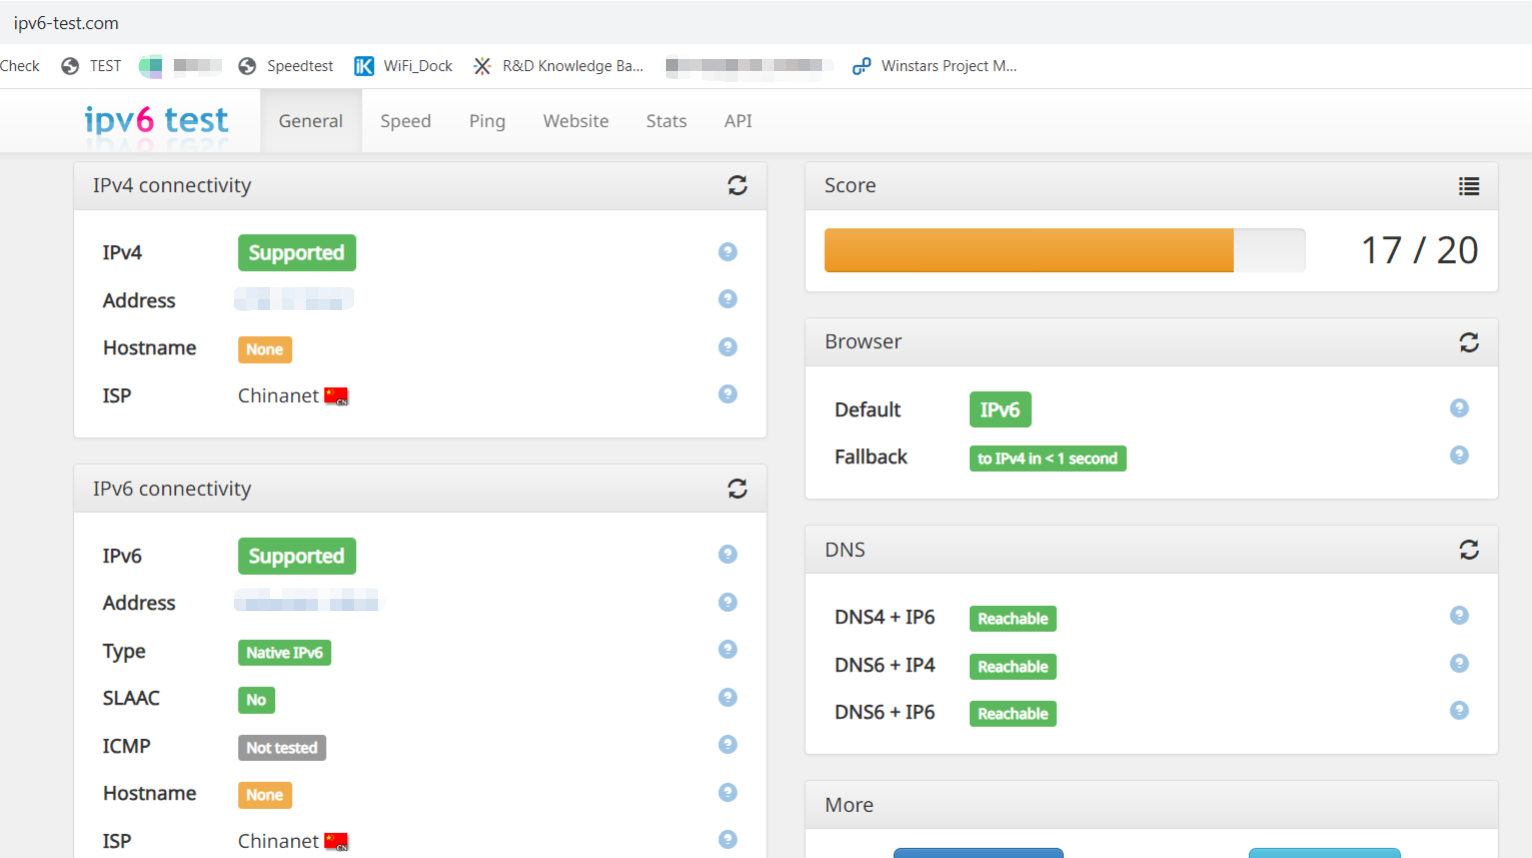 ipv6-test.com
Check TEST Speedtest WiFi_Dock R&D Knowledge Ba... Winstars Project M...
ipv6 test General Speed Ping Website Stats API
IPv4 connectivity
IPv4 Supported
Address
Hostname None
ISP Chinanet CN
IPv6 connectivity
IPv6 Supported
Address
Type Native IPv6
SLAAC No
ICMP Not tested
Hostname None
ISP Chinanet CN
Score
17 / 20
Browser
Default IPv6
Fallback to IPv4 in < 1 second
DNS
DNS4 + IP6 Reachable
DNS6 + IP4 Reachable
DNS6 + IP6 Reachable
More